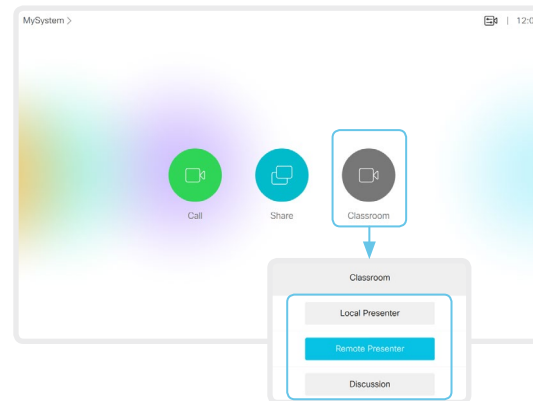 MySystem >
12:0
Call
Share
Classroom
Classroom
Local Presenter
Remote Presenter
Discussion